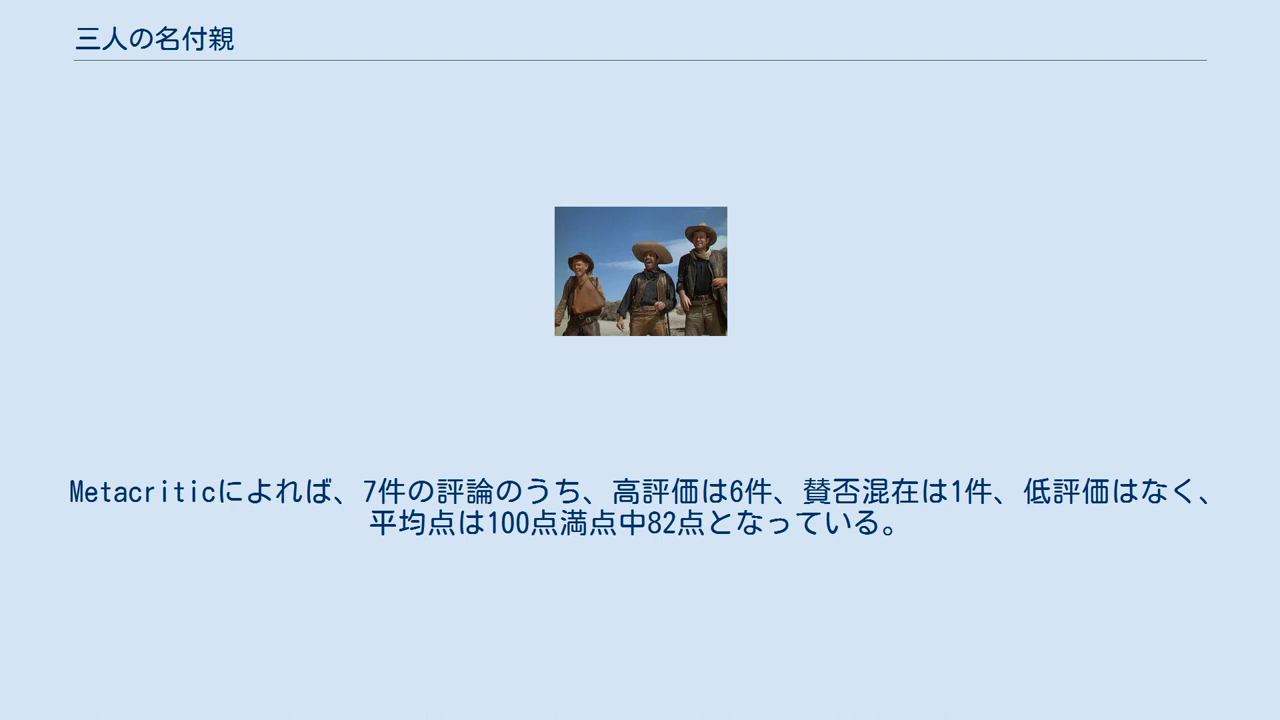 三人の名付親
Metacriticによれば、7件の評論のうち、高評価は6件、賛否混在は1件、低評価はなく、
平均点は100点満点中82点となっている。